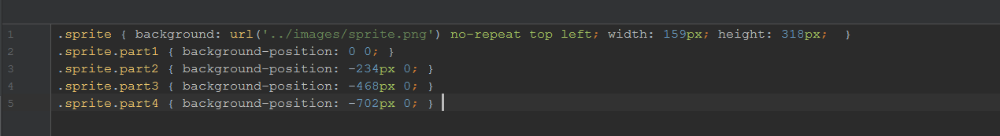 1 .sprite { background: url('../images/sprite.png') no-repeat top left; width: 159px; height: 318px;  }
2 .sprite.part1 { background-position: 0 0; }
3 .sprite.part2 { background-position: -234px 0; }
4 .sprite.part3 { background-position: -468px 0; }
5 .sprite.part4 { background-position: -702px 0; }